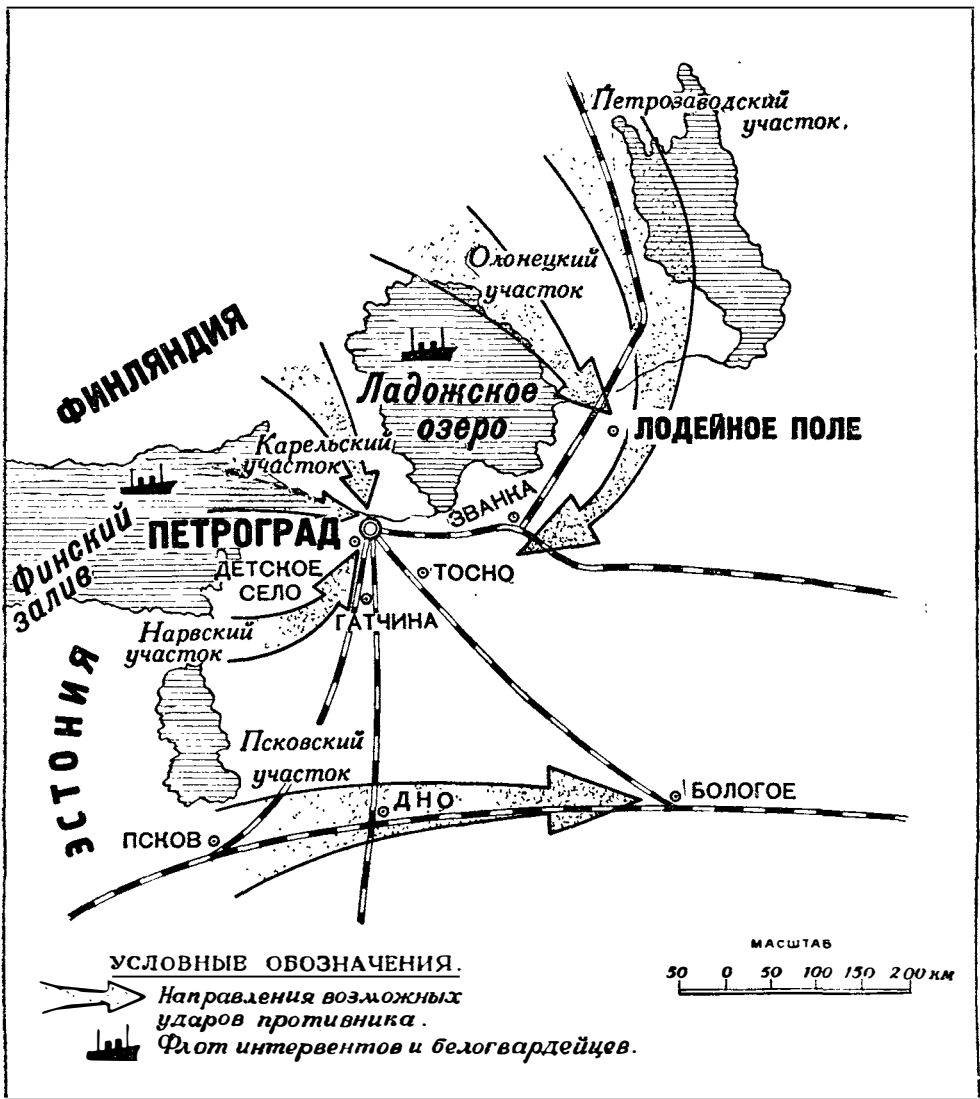 Петрозаводский
участок.
Олонецкий
участок
ФИНЛЯНДИЯ
Ладожское
озеро
ЛОДЕЙНОЕ ПОЛЕ
Карельский
участок
ЗВАНКА
ПЕТРОГРАД
Финский
залив
ДЕТСКОЕ
СЕЛО
ТОСНО
ГАТЧИНА
Нарвский
участок
ЭСТОНИЯ
Псковский
участок
ДНО
БОЛОГОЕ
ПСКОВ
УСЛОВНЫЕ ОБОЗНАЧЕНИЯ.
Направления возможных
ударов противника.
Флот интервентов и белогвардейцев.
МАСШТАБ
50 0 50 100 150 200 км